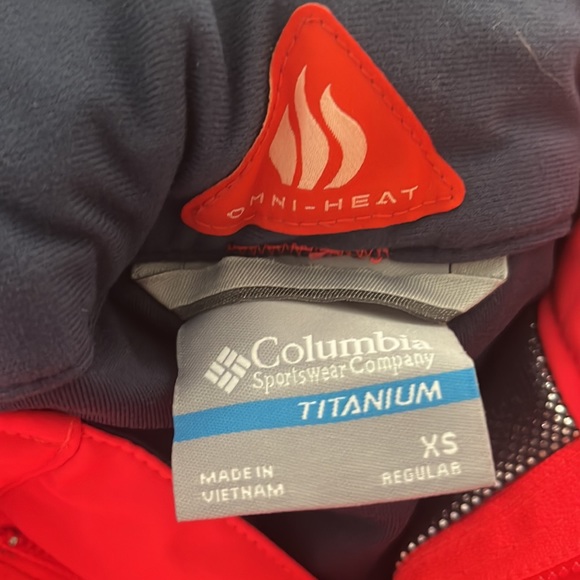 OMNI-HEAT
Columbia
Sportswear Company
TITANIUM
XS
REGULAR
MADE IN
VIETNAM